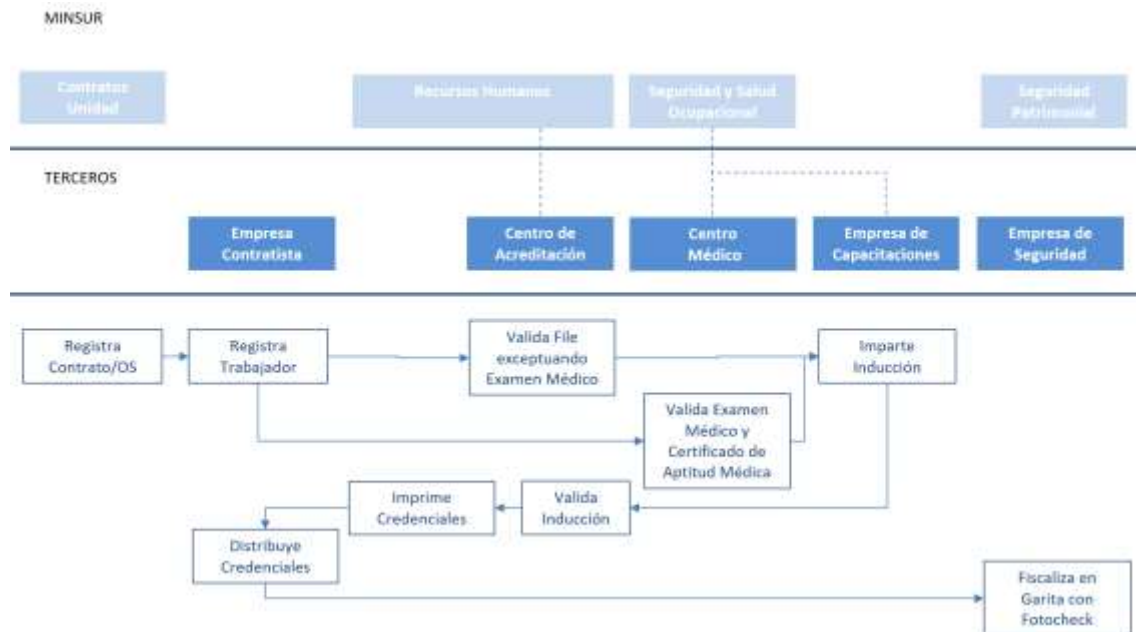 MINSUR
Contratos
Unidad
Recursos Humanos
Seguridad y Salud
Ocupacional
Seguridad
Patrimonial
TERCEROS
Empresa
Contratista
Centro de
Acreditación
Centro
Médico
Empresa de
Capacitaciones
Empresa de
Seguridad
Registra
Contrato/OS
Registra
Trabajador
Valida File
exceptuando
Examen Médico
Imparte
Inducción
Valida Examen
Médico y
Certificado de
Aptitud Médica
Imprime
Credenciales
Valida
Inducción
Distribuye
Credenciales
Fiscaliza en
Garita con
Fotocheck